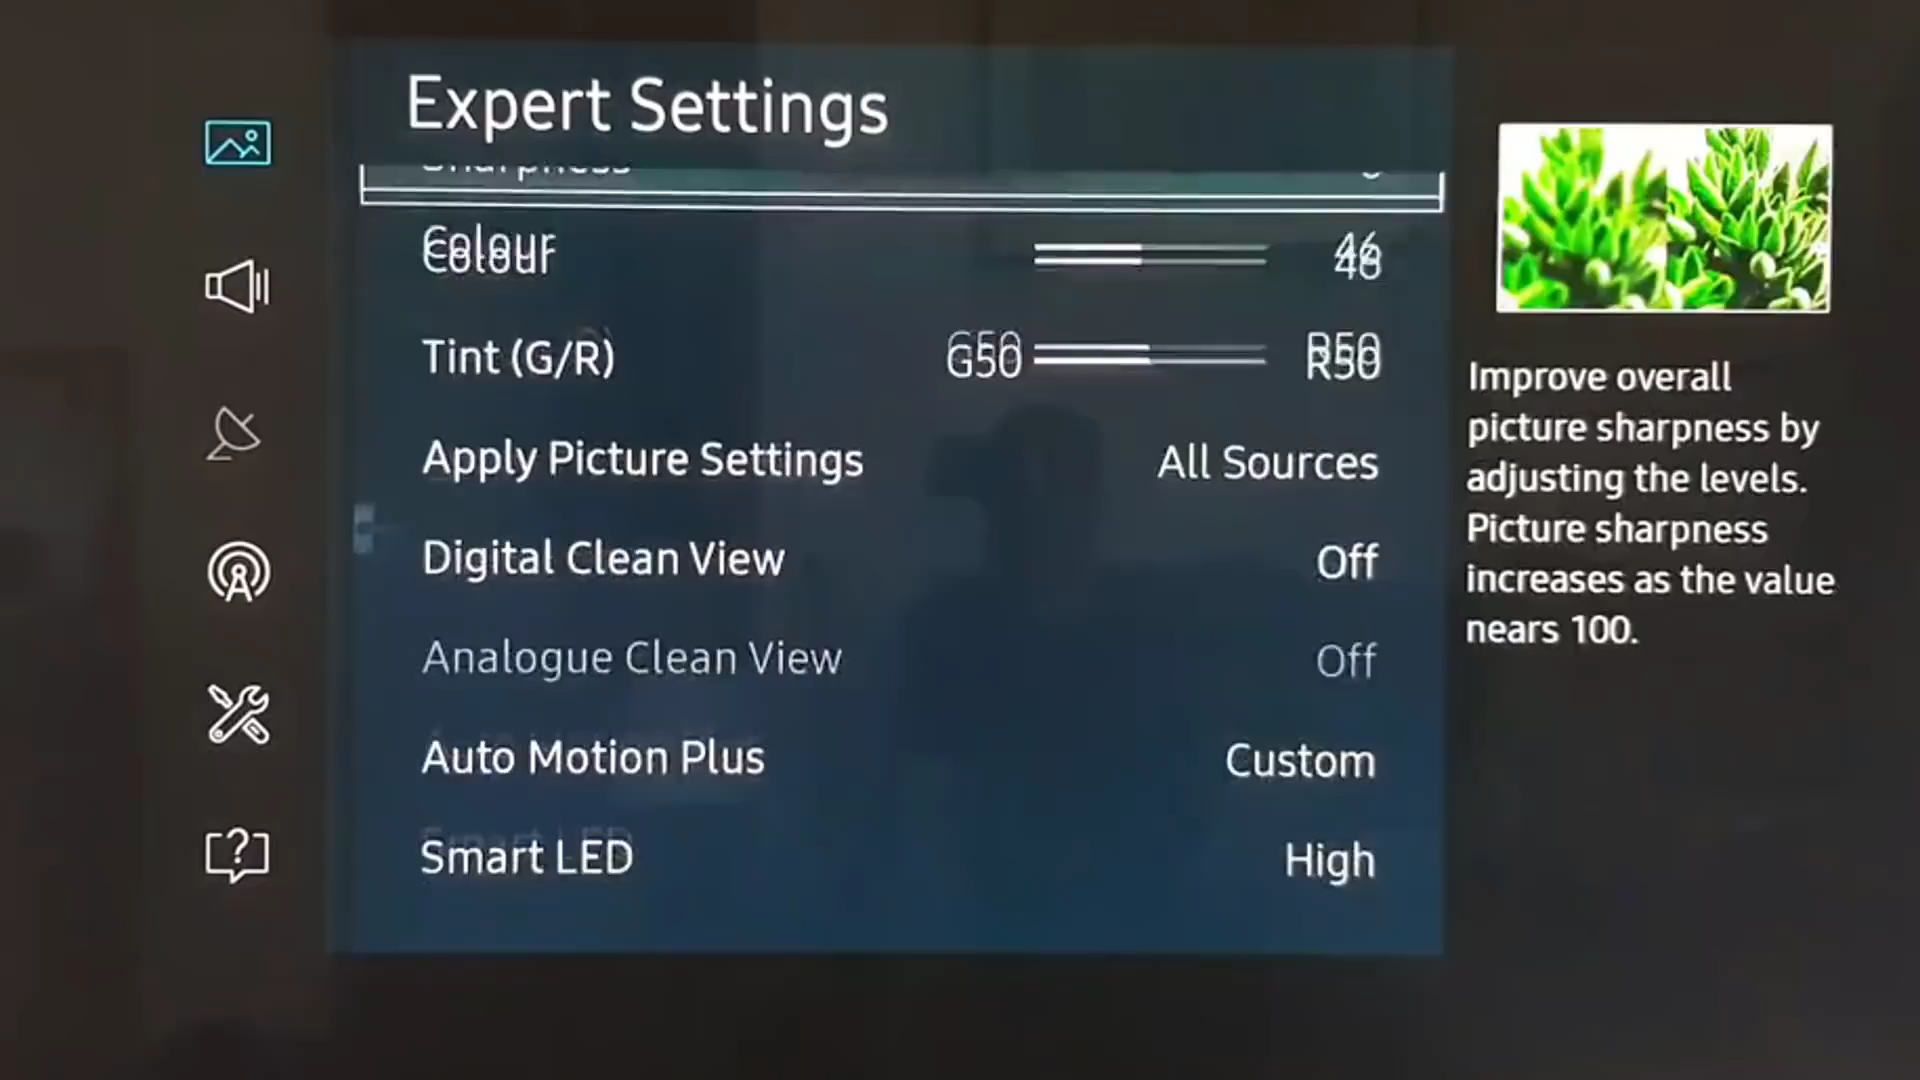 Expert Settings
Sharpness
Colour 46
Tint (G/R) G50 R50
Apply Picture Settings All Sources
Digital Clean View Off
Analogue Clean View Off
Auto Motion Plus Custom
Smart LED High
Improve overall
picture sharpness by
adjusting the levels.
Picture sharpness
increases as the value
nears 100.